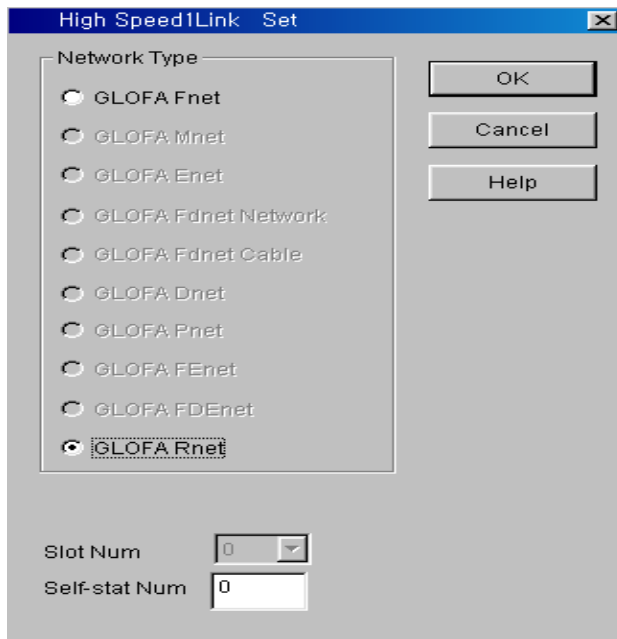 High Speed1Link Set
Network Type
GLOFA Fnet
GLOFA Mnet
GLOFA Enet
GLOFA Fdnet Network
GLOFA Fdnet Cable
GLOFA Dnet
GLOFA Pnet
GLOFA FEnet
GLOFA FDEnet
GLOFA Rnet
OK
Cancel
Help
Slot Num 0
Self-stat Num 0